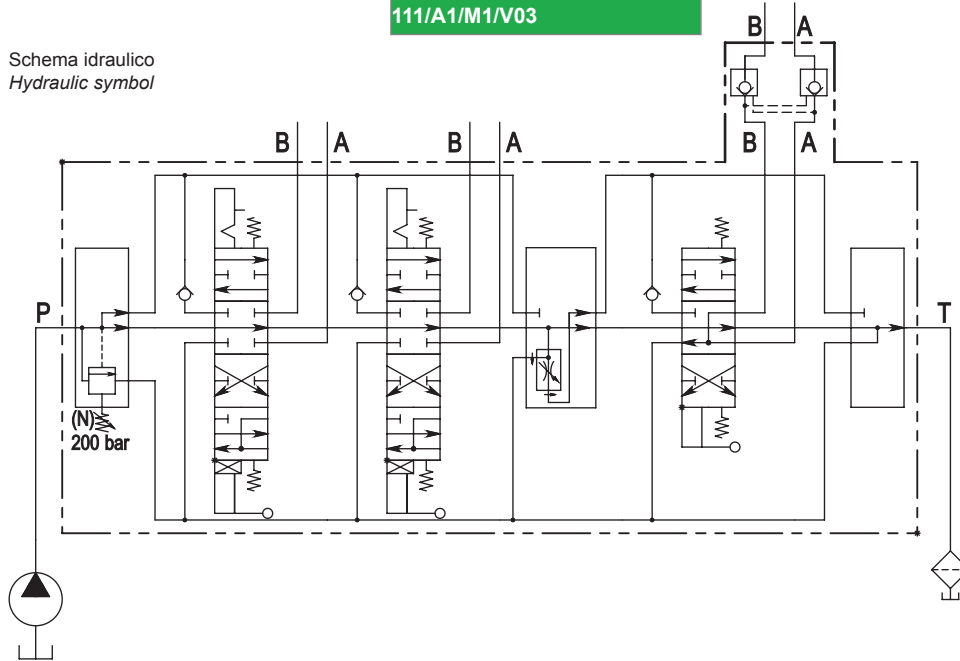 111/A1/M1/V03
Schema idraulico
Hydraulic symbol
B A
B A
B A
B A
P
T
(N)
200 bar